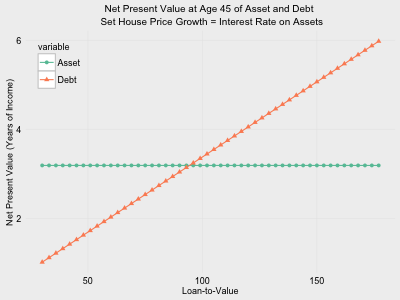 Net Present Value at Age 45 of Asset and Debt
Set House Price Growth = Interest Rate on Assets
variable
Asset
Debt
6
4
2
Net Present Value (Years of Income)
50
100
150
Loan-to-Value